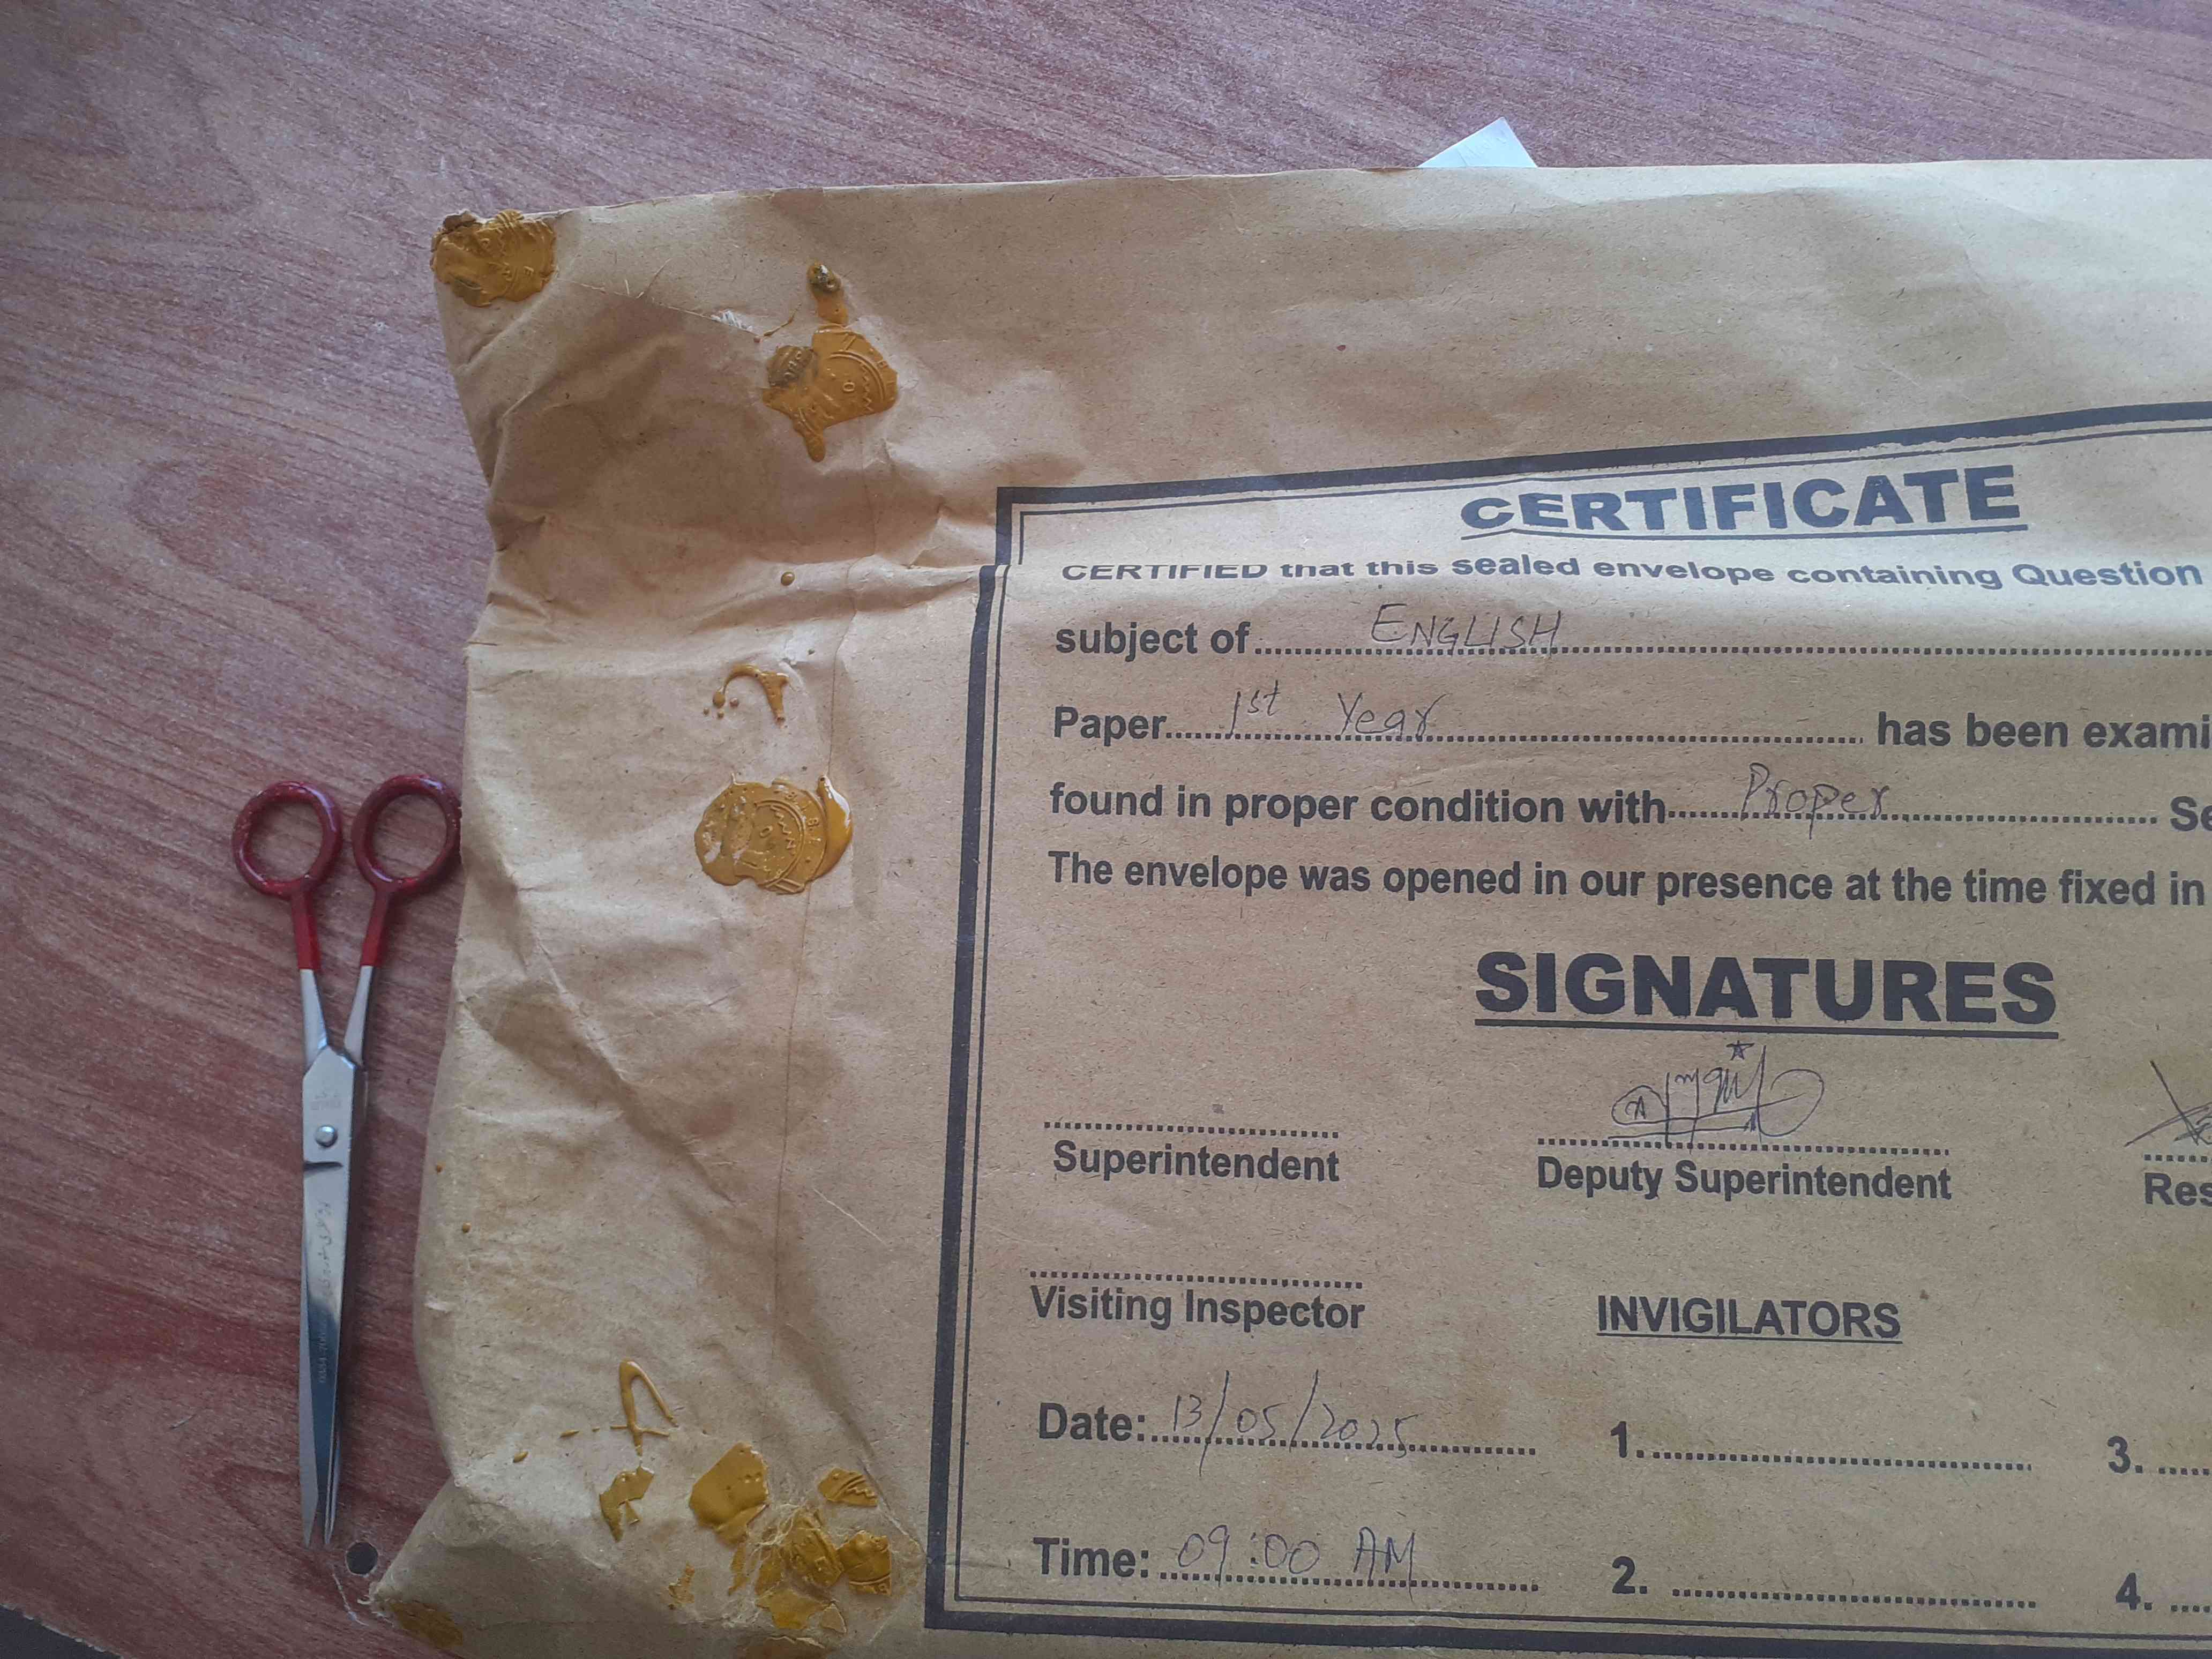 CERTIFICATE
CERTIFIED that this sealed envelope containing Question
subject of ENGLISH
Paper 1st Year has been exami
found in proper condition with Proper Se
The envelope was opened in our presence at the time fixed in
SIGNATURES
Superintendent
Deputy Superintendent
Res
Visiting Inspector
INVIGILATORS
Date: 13/05/2025
1.
3.
Time: 09:00 AM
2.
4.